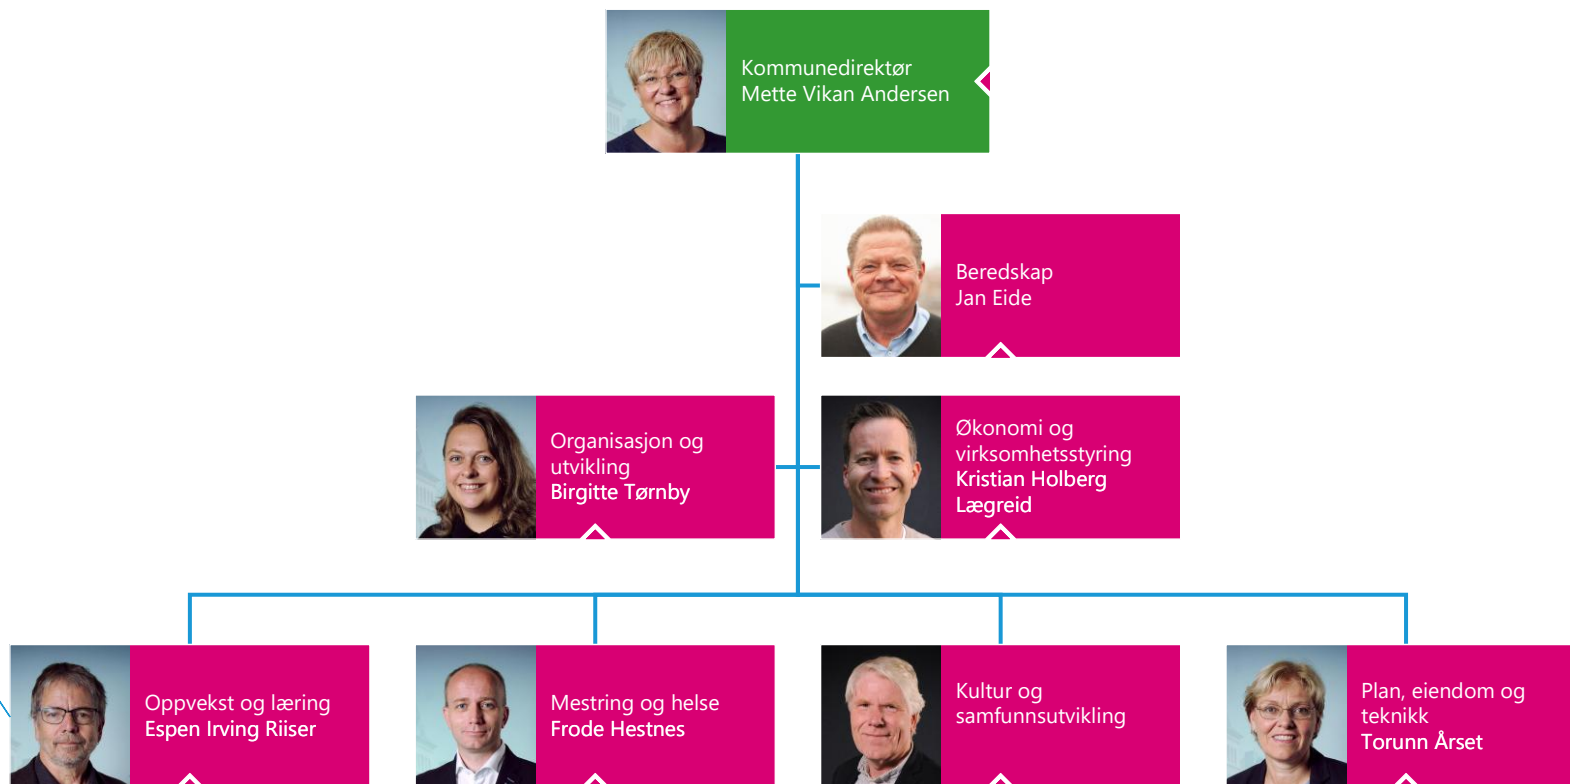 Kommunedirektør
Mette Vikan Andersen
Beredskap
Jan Eide
Organisasjon og
utvikling
Birgitte Tørnby
Økonomi og
virksomhetsstyring
Kristian Holberg
Lægreid
Oppvekst og læring
Espen Irving Riiser
Mestring og helse
Frode Hestnes
Kultur og
samfunnsutvikling
Plan, eiendom og
teknikk
Torunn Årset